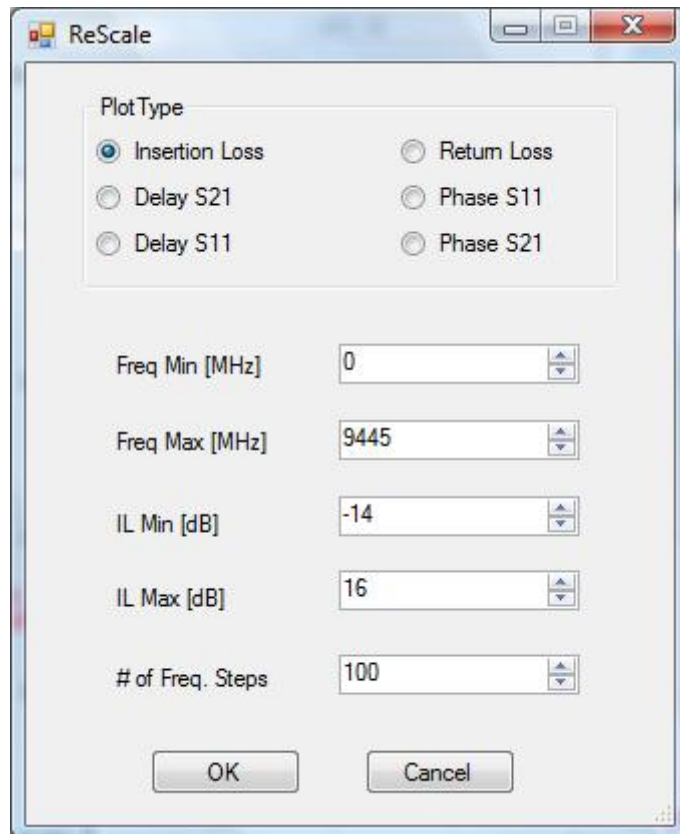 ReScale
PlotType
Insertion Loss
Return Loss
Delay S21
Phase S11
Delay S11
Phase S21
Freq Min [MHz]
0
Freq Max [MHz]
9445
IL Min [dB]
-14
IL Max [dB]
16
# of Freq. Steps
100
OK
Cancel